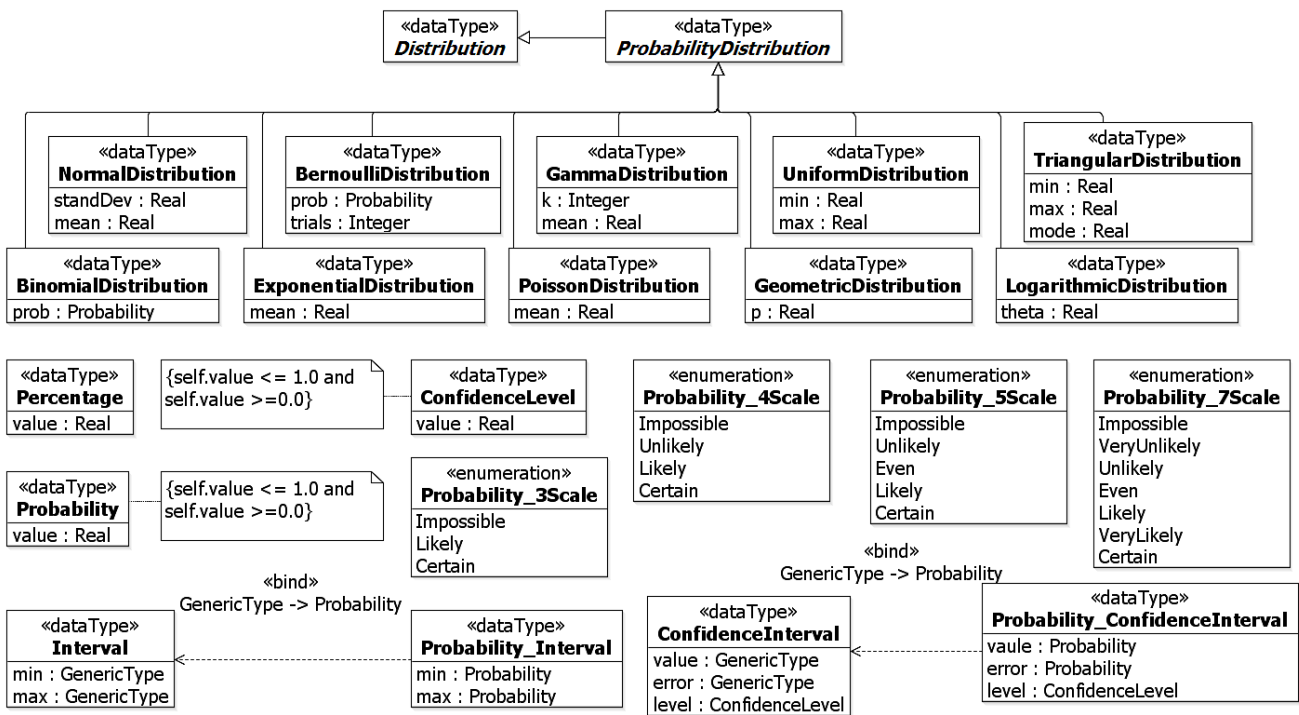 «dataType»
Distribution
«dataType»
ProbabilityDistribution
«dataType»
NormalDistribution
standDev : Real
mean : Real
«dataType»
BernoulliDistribution
prob : Probability
trials : Integer
«dataType»
GammaDistribution
k : Integer
mean : Real
«dataType»
UniformDistribution
min : Real
max : Real
«dataType»
TriangularDistribution
min : Real
max : Real
mode : Real
«dataType»
BinomialDistribution
prob : Probability
«dataType»
ExponentialDistribution
mean : Real
«dataType»
PoissonDistribution
mean : Real
«dataType»
GeometricDistribution
p : Real
«dataType»
LogarithmicDistribution
theta : Real
«dataType»
Percentage
value : Real
{self.value <= 1.0 and
self.value >=0.0}
«dataType»
ConfidenceLevel
value : Real
«enumeration»
Probability_4Scale
Impossible
Unlikely
Likely
Certain
«enumeration»
Probability_5Scale
Impossible
Unlikely
Even
Likely
Certain
«enumeration»
Probability_7Scale
Impossible
VeryUnlikely
Unlikely
Even
Likely
VeryLikely
Certain
«dataType»
Probability
value : Real
{self.value <= 1.0 and
self.value >=0.0}
«enumeration»
Probability_3Scale
Impossible
Likely
Certain
«bind»
GenericType -> Probability
«bind»
GenericType -> Probability
«dataType»
Interval
min : GenericType
max : GenericType
«dataType»
Probability_Interval
min : Probability
max : Probability
«dataType»
ConfidenceInterval
value : GenericType
error : GenericType
level : ConfidenceLevel
«dataType»
Probability_ConfidenceInterval
vaule : Probability
error : Probability
level : ConfidenceLevel